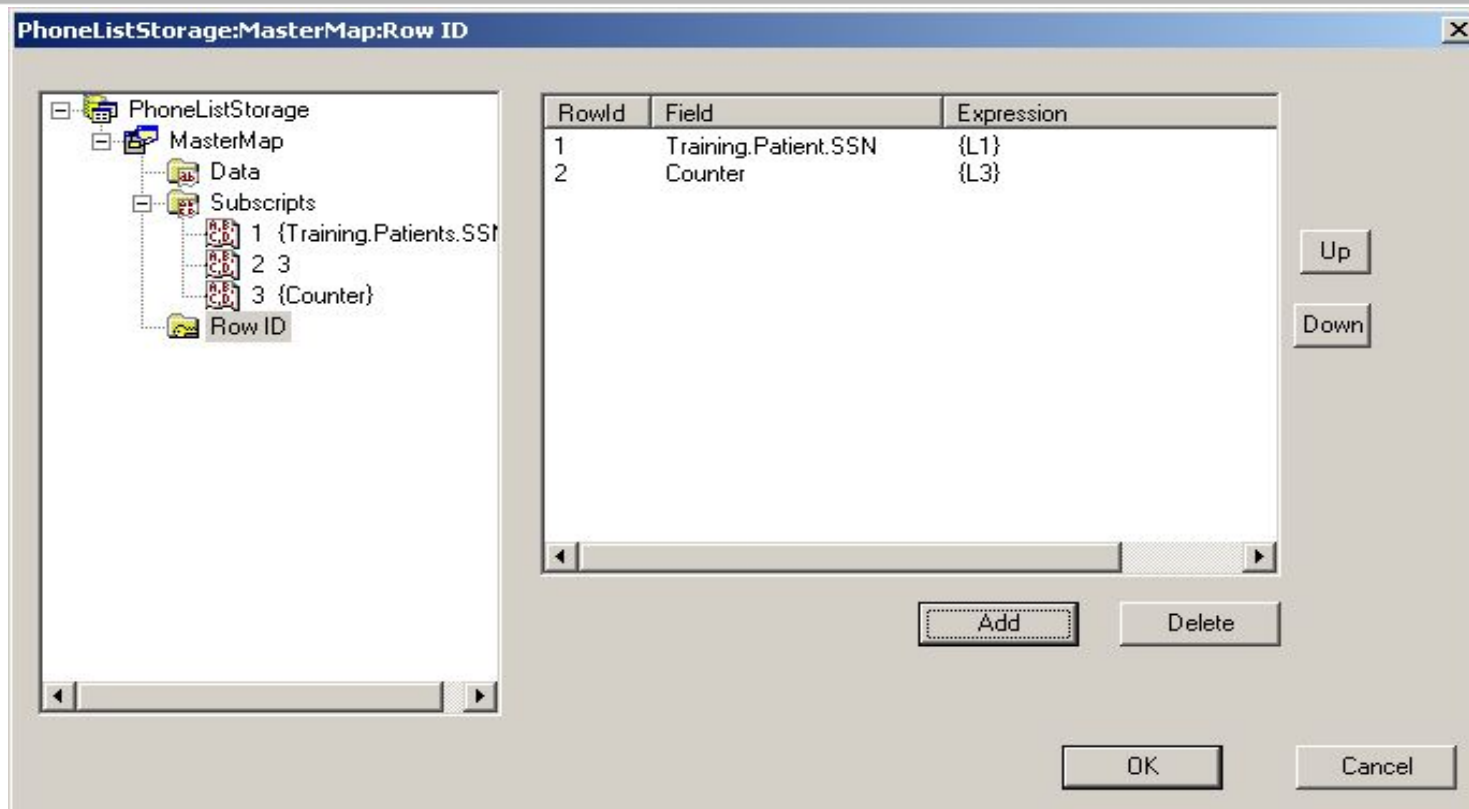 PhoneListStorage:MasterMap:Row ID
PhoneListStorage
MasterMap
Data
Subscripts
1 {Training.Patients.SSN
2 3
3 {Counter}
Row ID
RowId Field Expression
1 Training.Patient.SSN {L1}
2 Counter {L3}
Up
Down
Add Delete
OK Cancel